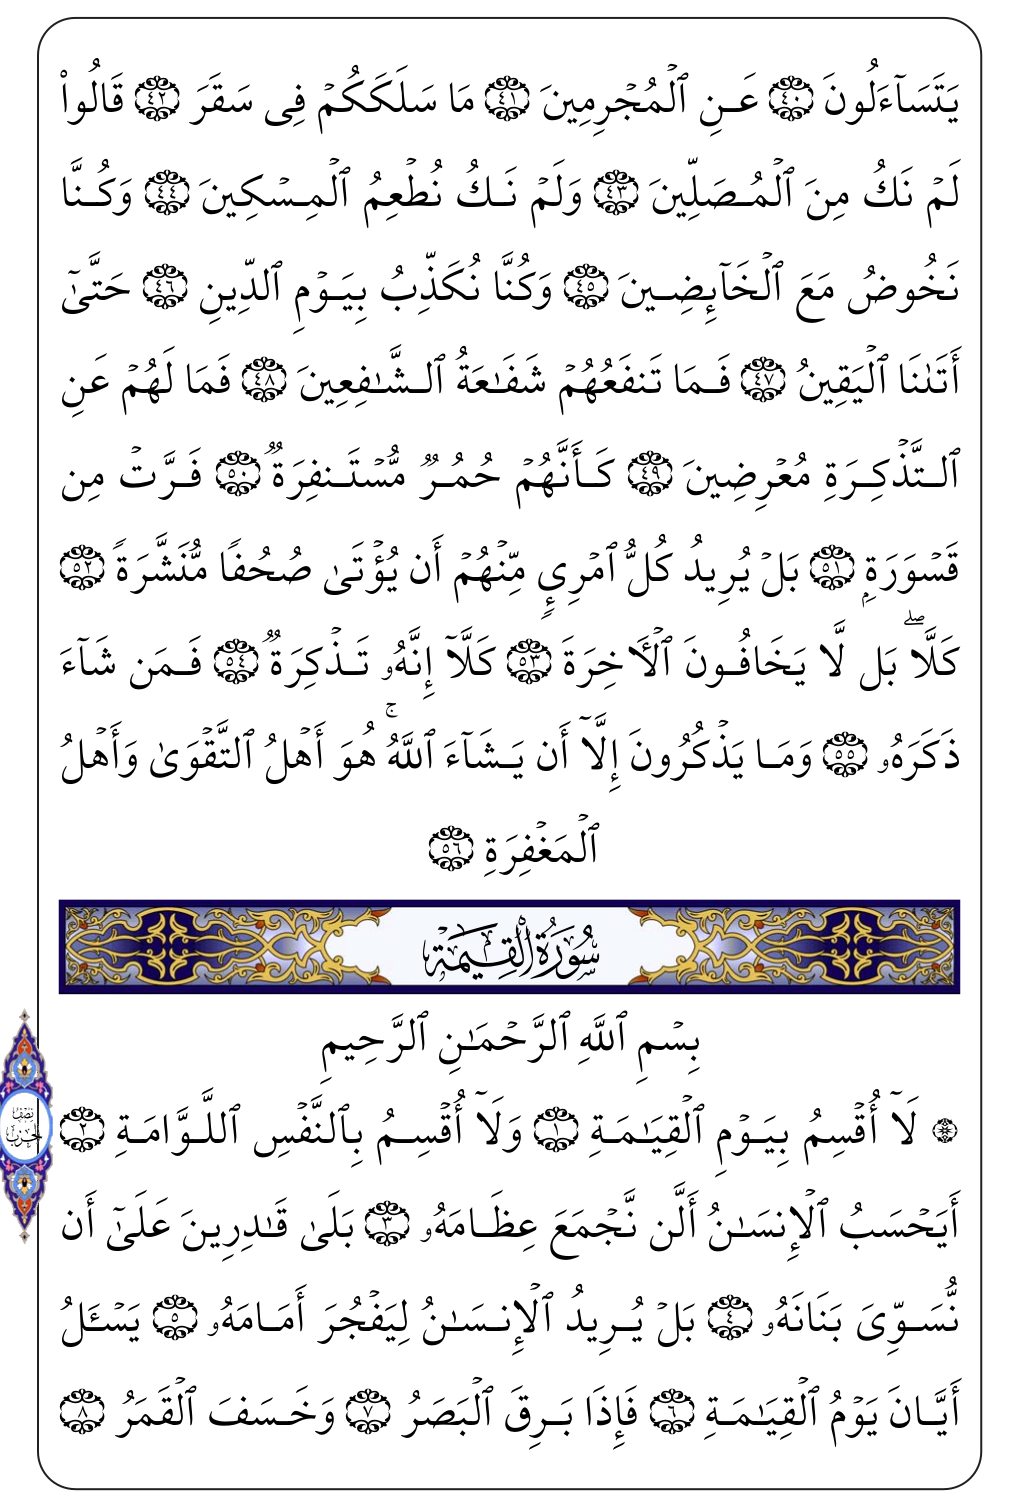 يَتَسَآءَلُونَ ٤٠ عَنِ ٱلۡمُجۡرِمِينَ ٤١ مَا سَلَكَكُمۡ فِى سَقَرَ ٤٢ قَالُواْ
لَمۡ نَكُ مِنَ ٱلۡمُصَلِّينَ ٤٣ وَلَمۡ نَكُ نُطۡعِمُ ٱلۡمِسۡكِينَ ٤٤ وَكُنَّا
نَخُوضُ مَعَ ٱلۡخَآئِضِينَ ٤٥ وَكُنَّا نُكَذِّبُ بِيَوۡمِ ٱلدِّينِ ٤٦ حَتَّىٰٓ
أَتَىٰنَا ٱلۡيَقِينُ ٤٧ فَمَا تَنفَعُهُمۡ شَفَٰعَةُ ٱلشَّٰفِعِينَ ٤٨ فَمَا لَهُمۡ عَنِ
ٱلتَّذۡكِرَةِ مُعۡرِضِينَ ٤٩ كَأَنَّهُمۡ حُمُرٞ مُّسۡتَنفِرَةٞ ٥٠ فَرَّتۡ مِن
قَسۡوَرَةِۭ ٥١ بَلۡ يُرِيدُ كُلُّ ٱمۡرِيٕٖ مِّنۡهُمۡ أَن يُؤۡتَىٰ صُحُفٗا مُّنَشَّرَةٗ ٥٢
كَلَّاۖ بَل لَّا يَخَافُونَ ٱلۡأَخِرَةَ ٥٣ كَلَّآ إِنَّهُۥ تَذۡكِرَةٞ ٥٤ فَمَن شَآءَ
ذَكَرَهُۥ ٥٥ وَمَا يَذۡكُرُونَ إِلَّآ أَن يَشَآءَ ٱللَّهُۚ هُوَ أَهۡلُ ٱلتَّقۡوَىٰ وَأَهۡلُ
ٱلۡمَغۡفِرَةِ ٥٦
سُورَةُ ٱلۡقِيَٰمَةِ
بِسۡمِ ٱللَّهِ ٱلرَّحۡمَٰنِ ٱلرَّحِيمِ
۞ لَآ أُقۡسِمُ بِيَوۡمِ ٱلۡقِيَٰمَةِ ١ وَلَآ أُقۡسِمُ بِٱلنَّفۡسِ ٱللَّوَّامَةِ ٢
نصف
الحزب
أَيَحۡسَبُ ٱلۡإِنسَٰنُ أَلَّن نَّجۡمَعَ عِظَامَهُۥ ٣ بَلَىٰ قَٰدِرِينَ عَلَىٰٓ أَن
نُّسَوِّىَ بَنَانَهُۥ ٤ بَلۡ يُرِيدُ ٱلۡإِنسَٰنُ لِيَفۡجُرَ أَمَامَهُۥ ٥ يَسۡـَٔلُ
أَيَّانَ يَوۡمُ ٱلۡقِيَٰمَةِ ٦ فَإِذَا بَرِقَ ٱلۡبَصَرُ ٧ وَخَسَفَ ٱلۡقَمَرُ ٨